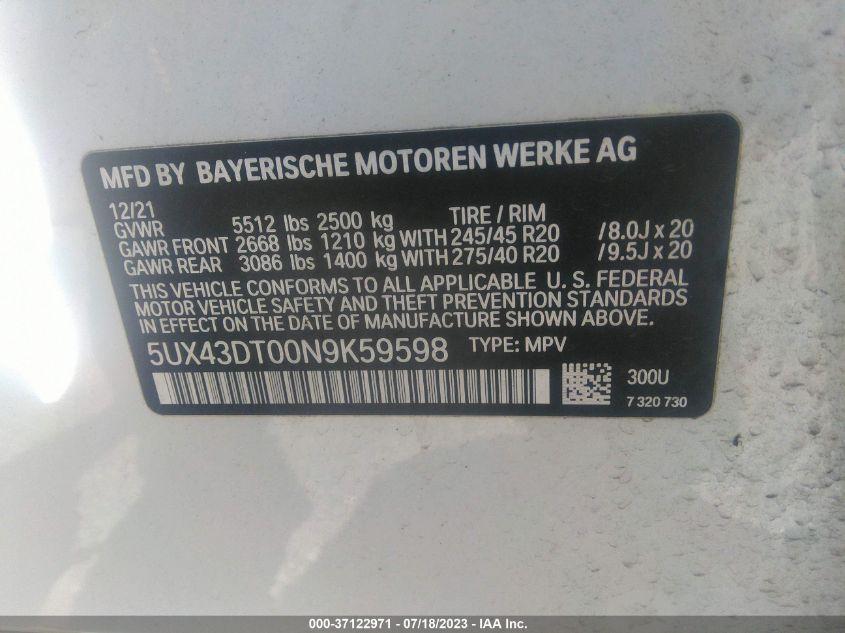 MFD BY BAYERISCHE MOTOREN WERKE AG
12/21
GVWR 5512 lbs 2500 kg TIRE / RIM
GAWR FRONT 2668 lbs 1210 kg WITH 245/45 R20 /8.0J x 20
GAWR REAR 3086 lbs 1400 kg WITH 275/40 R20 /9.5J x 20
THIS VEHICLE CONFORMS TO ALL APPLICABLE U. S. FEDERAL
MOTOR VEHICLE SAFETY AND THEFT PREVENTION STANDARDS
IN EFFECT ON THE DATE OF MANUFACTURE SHOWN ABOVE.
5UX43DT00N9K59598 TYPE: MPV
300U
7 320 730
000-37122971 - 07/18/2023 - IAA Inc.